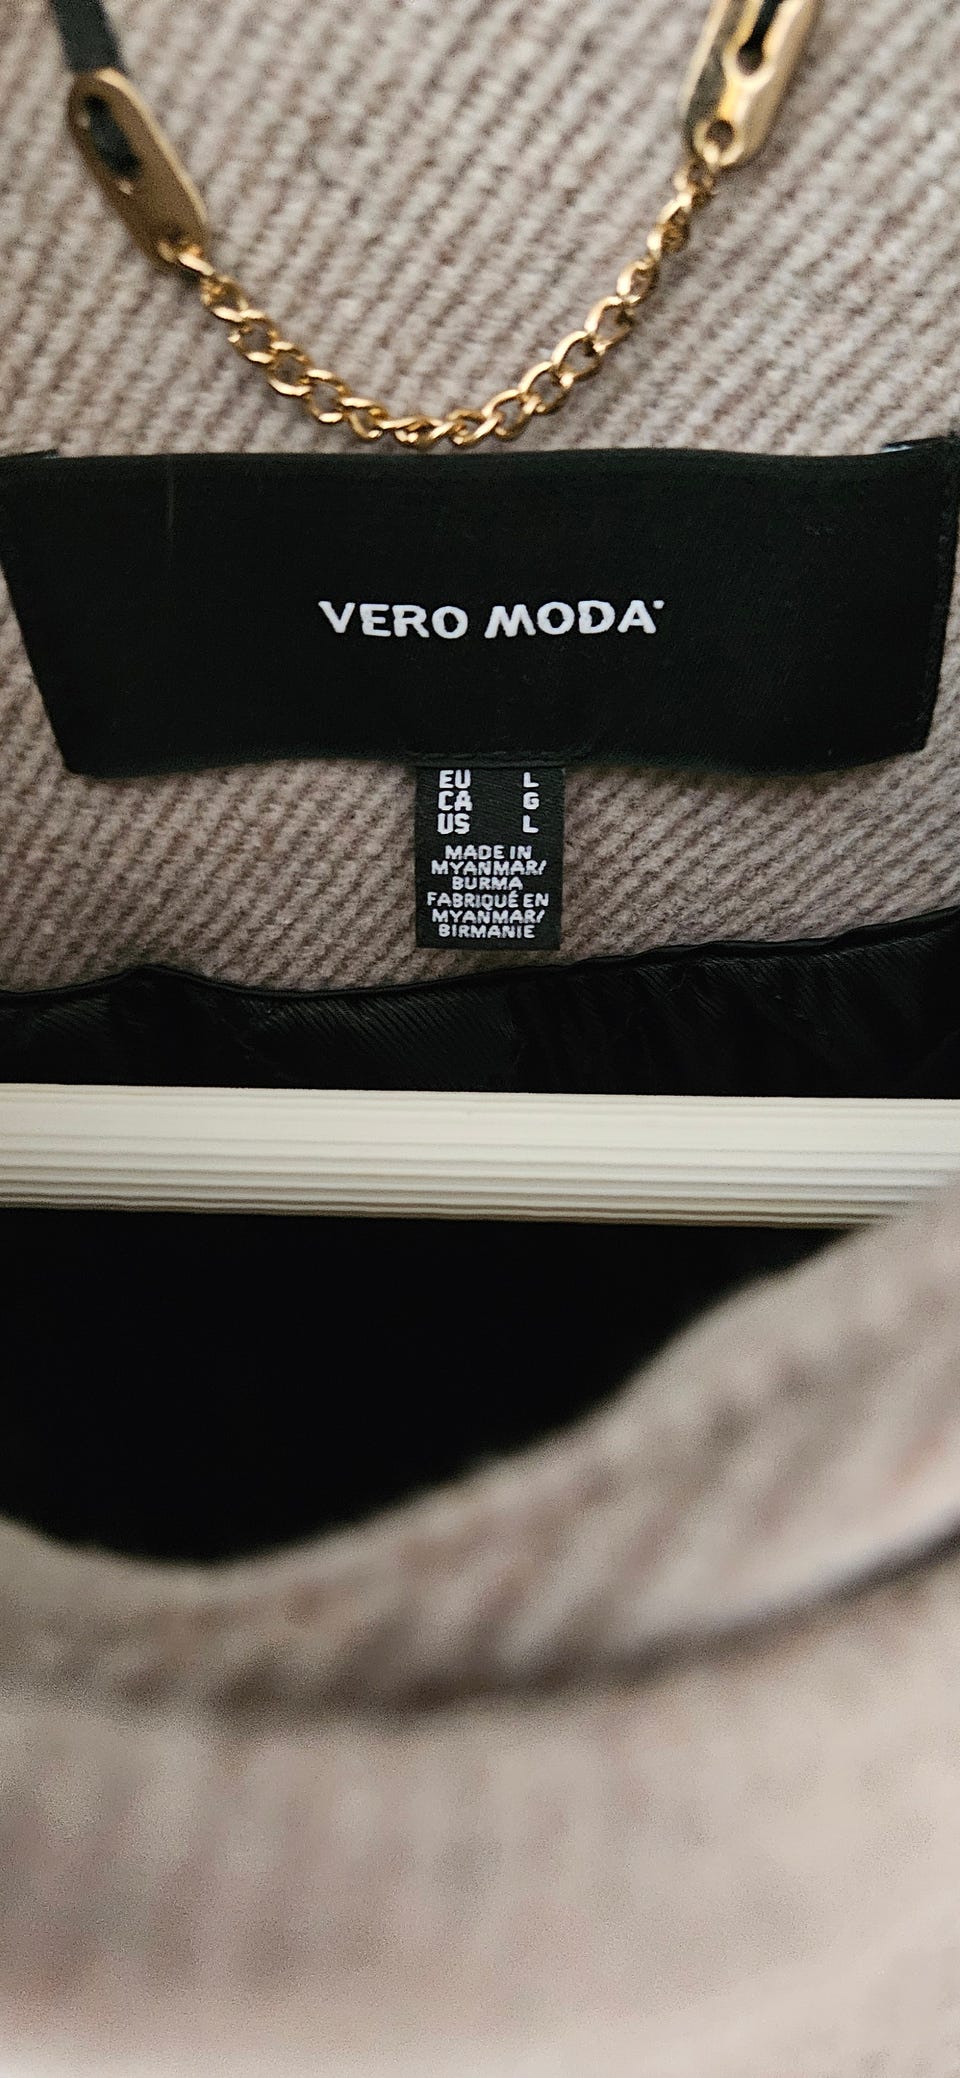 VERO MODA
EU L
CA G
US L
MADE IN
MYANMAR/
BURMA
FABRIQUÉ EN
MYANMAR/
BIRMANIE